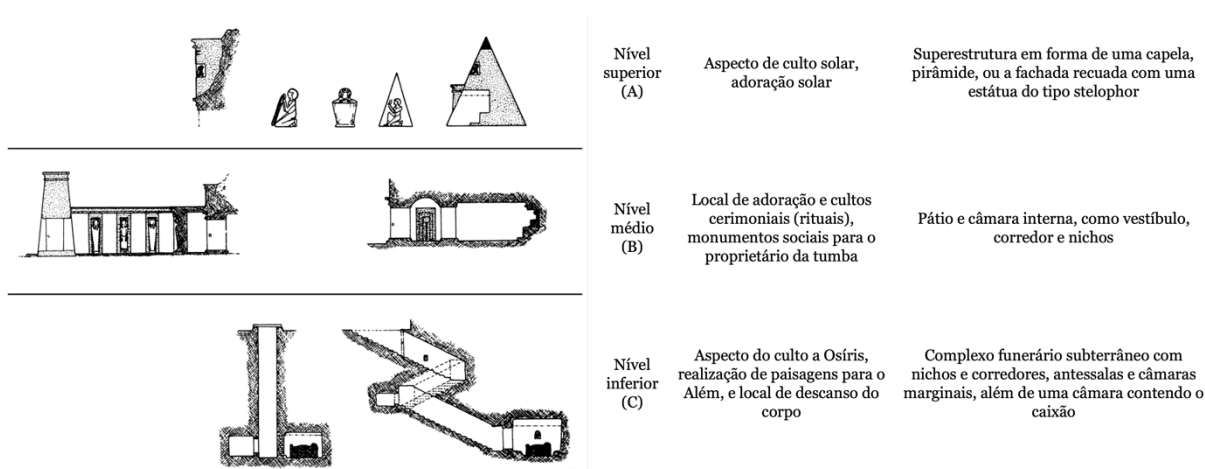 Nível
superior
(A)
Aspecto de culto solar,
adoração solar
Superestrutura em forma de uma capela,
pirâmide, ou a fachada recuada com uma
estátua do tipo stelophor
Nível
médio
(B)
Local de adoração e cultos
cerimoniais (rituais),
monumentos sociais para o
proprietário da tumba
Pátio e câmara interna, como vestíbulo,
corredor e nichos
Nível
inferior
(C)
Aspecto do culto a Osíris,
realização de paisagens para o
Além, e local de descanso do
corpo
Complexo funerário subterrâneo com
nichos e corredores, antessalas e câmaras
marginais, além de uma câmara contendo o
caixão